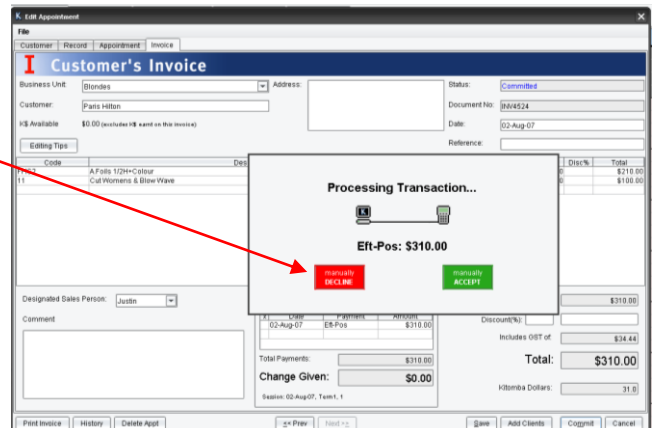 Edit Appointment
File
Customer Record Appointment Invoice
I Customer's Invoice
Business Unit: Blondes Address: Status: Committed
Customer: Paris Hilton Document No: INV4524
K$ Available $0.00 (excludes K$ earnt on this invoice) Date: 02-Aug-07
Editing Tips Reference:
Code Des Disc% Total
A.Foils 1/2H+Colour 0 $210.00
11 Cut Womens & Blow Wave 0 $100.00
Processing Transaction...
K
Eft-Pos: $310.00
manually DECLINE manually ACCEPT
Designated Sales Person: Justin $310.00
Comment
X Date Payment Amount Discount(%):
02-Aug-07 Eft-Pos $310.00
Includes GST of: $34.44
Total Payments: $310.00 Total: $310.00
Change Given: $0.00
Kitomba Dollars: 31.0
Session: 02-Aug-07, Term1, 1
Print Invoice History Delete Appt << Prev Next >> Save Add Clients Commit Cancel